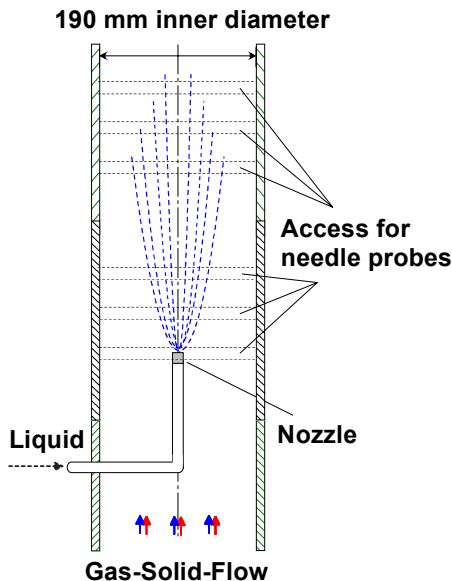 190 mm inner diameter
Access for
needle probes
Liquid
Nozzle
Gas-Solid-Flow